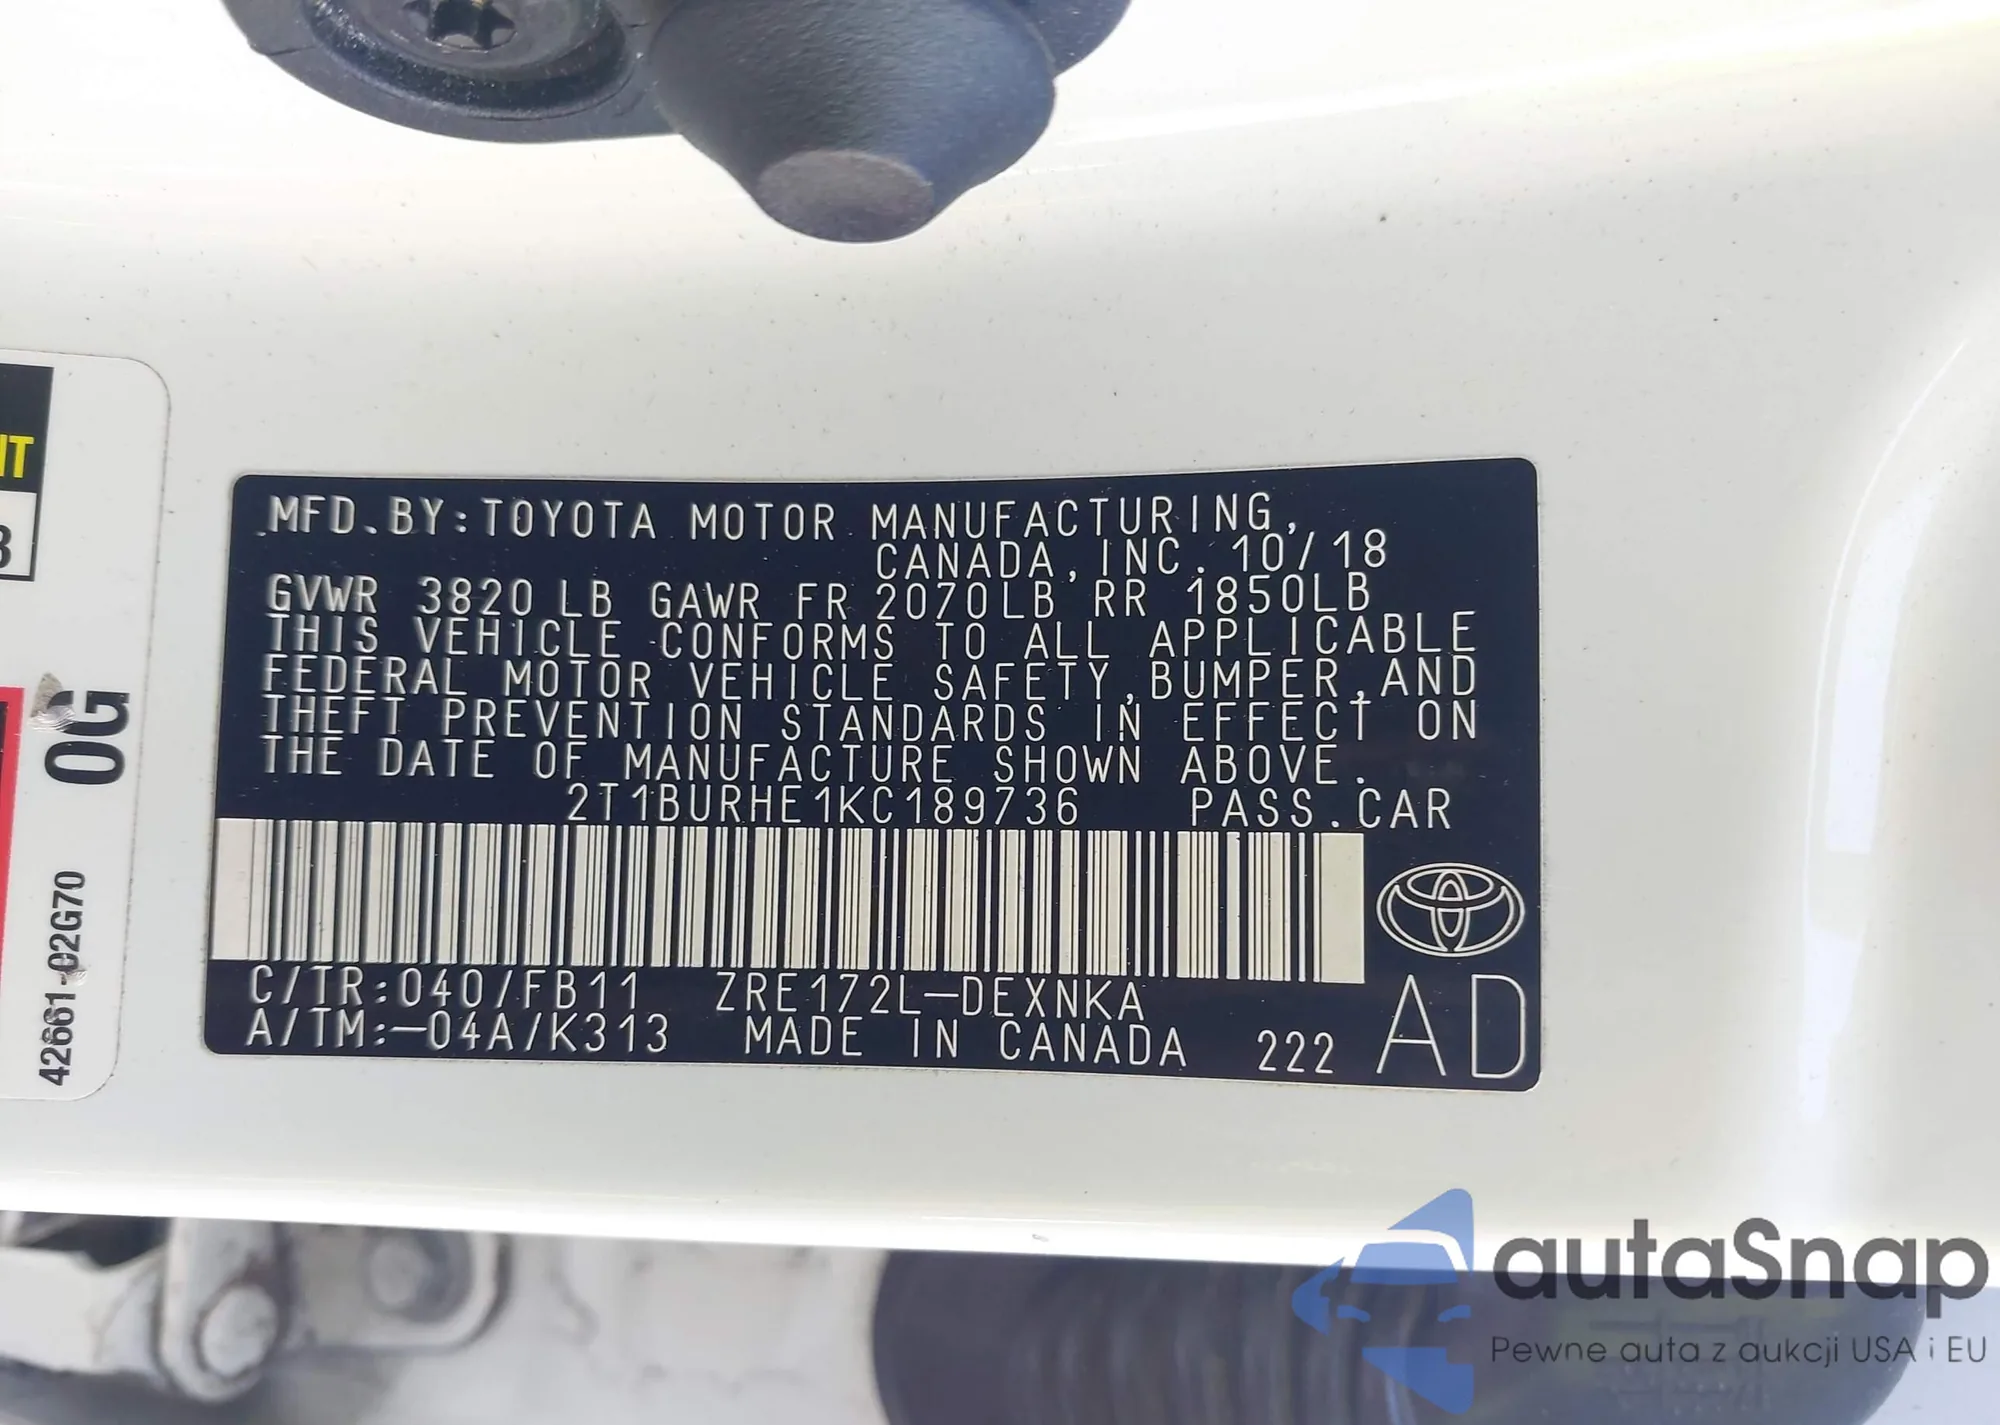 MFD.BY:TOYOTA MOTOR MANUFACTURING,
CANADA,INC. 10/18
GVWR 3820 LB GAWR FR 2070LB RR 1850LB
THIS VEHICLE CONFORMS TO ALL APPLICABLE
FEDERAL MOTOR VEHICLE SAFETY,BUMPER,AND
THEFT PREVENTION STANDARDS IN EFFECT ON
THE DATE OF MANUFACTURE SHOWN ABOVE.
2T1BURHE1KC189736 PASS.CAR
C/TR:040/FB11 ZRE172L-DEXNKA
A/TM:-04A/K313 MADE IN CANADA 222 AD
42661-02G70
0G
autaSnap
Pewne auta z aukcji USA i EU